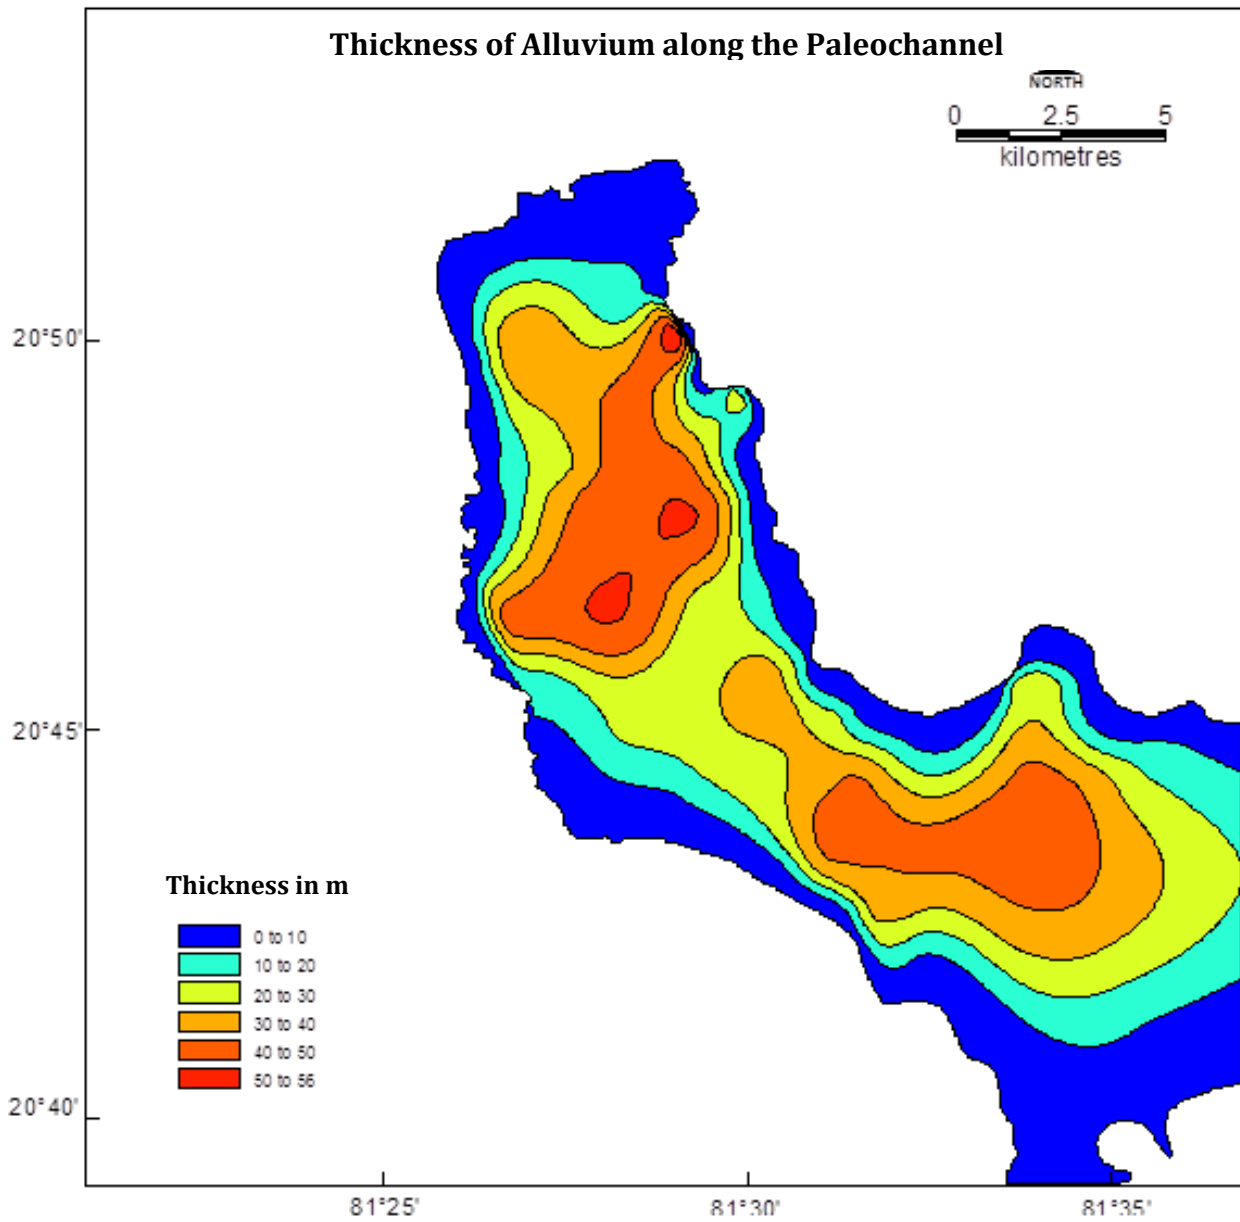 Thickness of Alluvium along the Paleochannel
NORTH
0 2.5 5
kilometres
20°50'
20°45'
20°40'
Thickness in m
0 to 10
10 to 20
20 to 30
30 to 40
40 to 50
50 to 56
81°25' 81°30' 81°35'